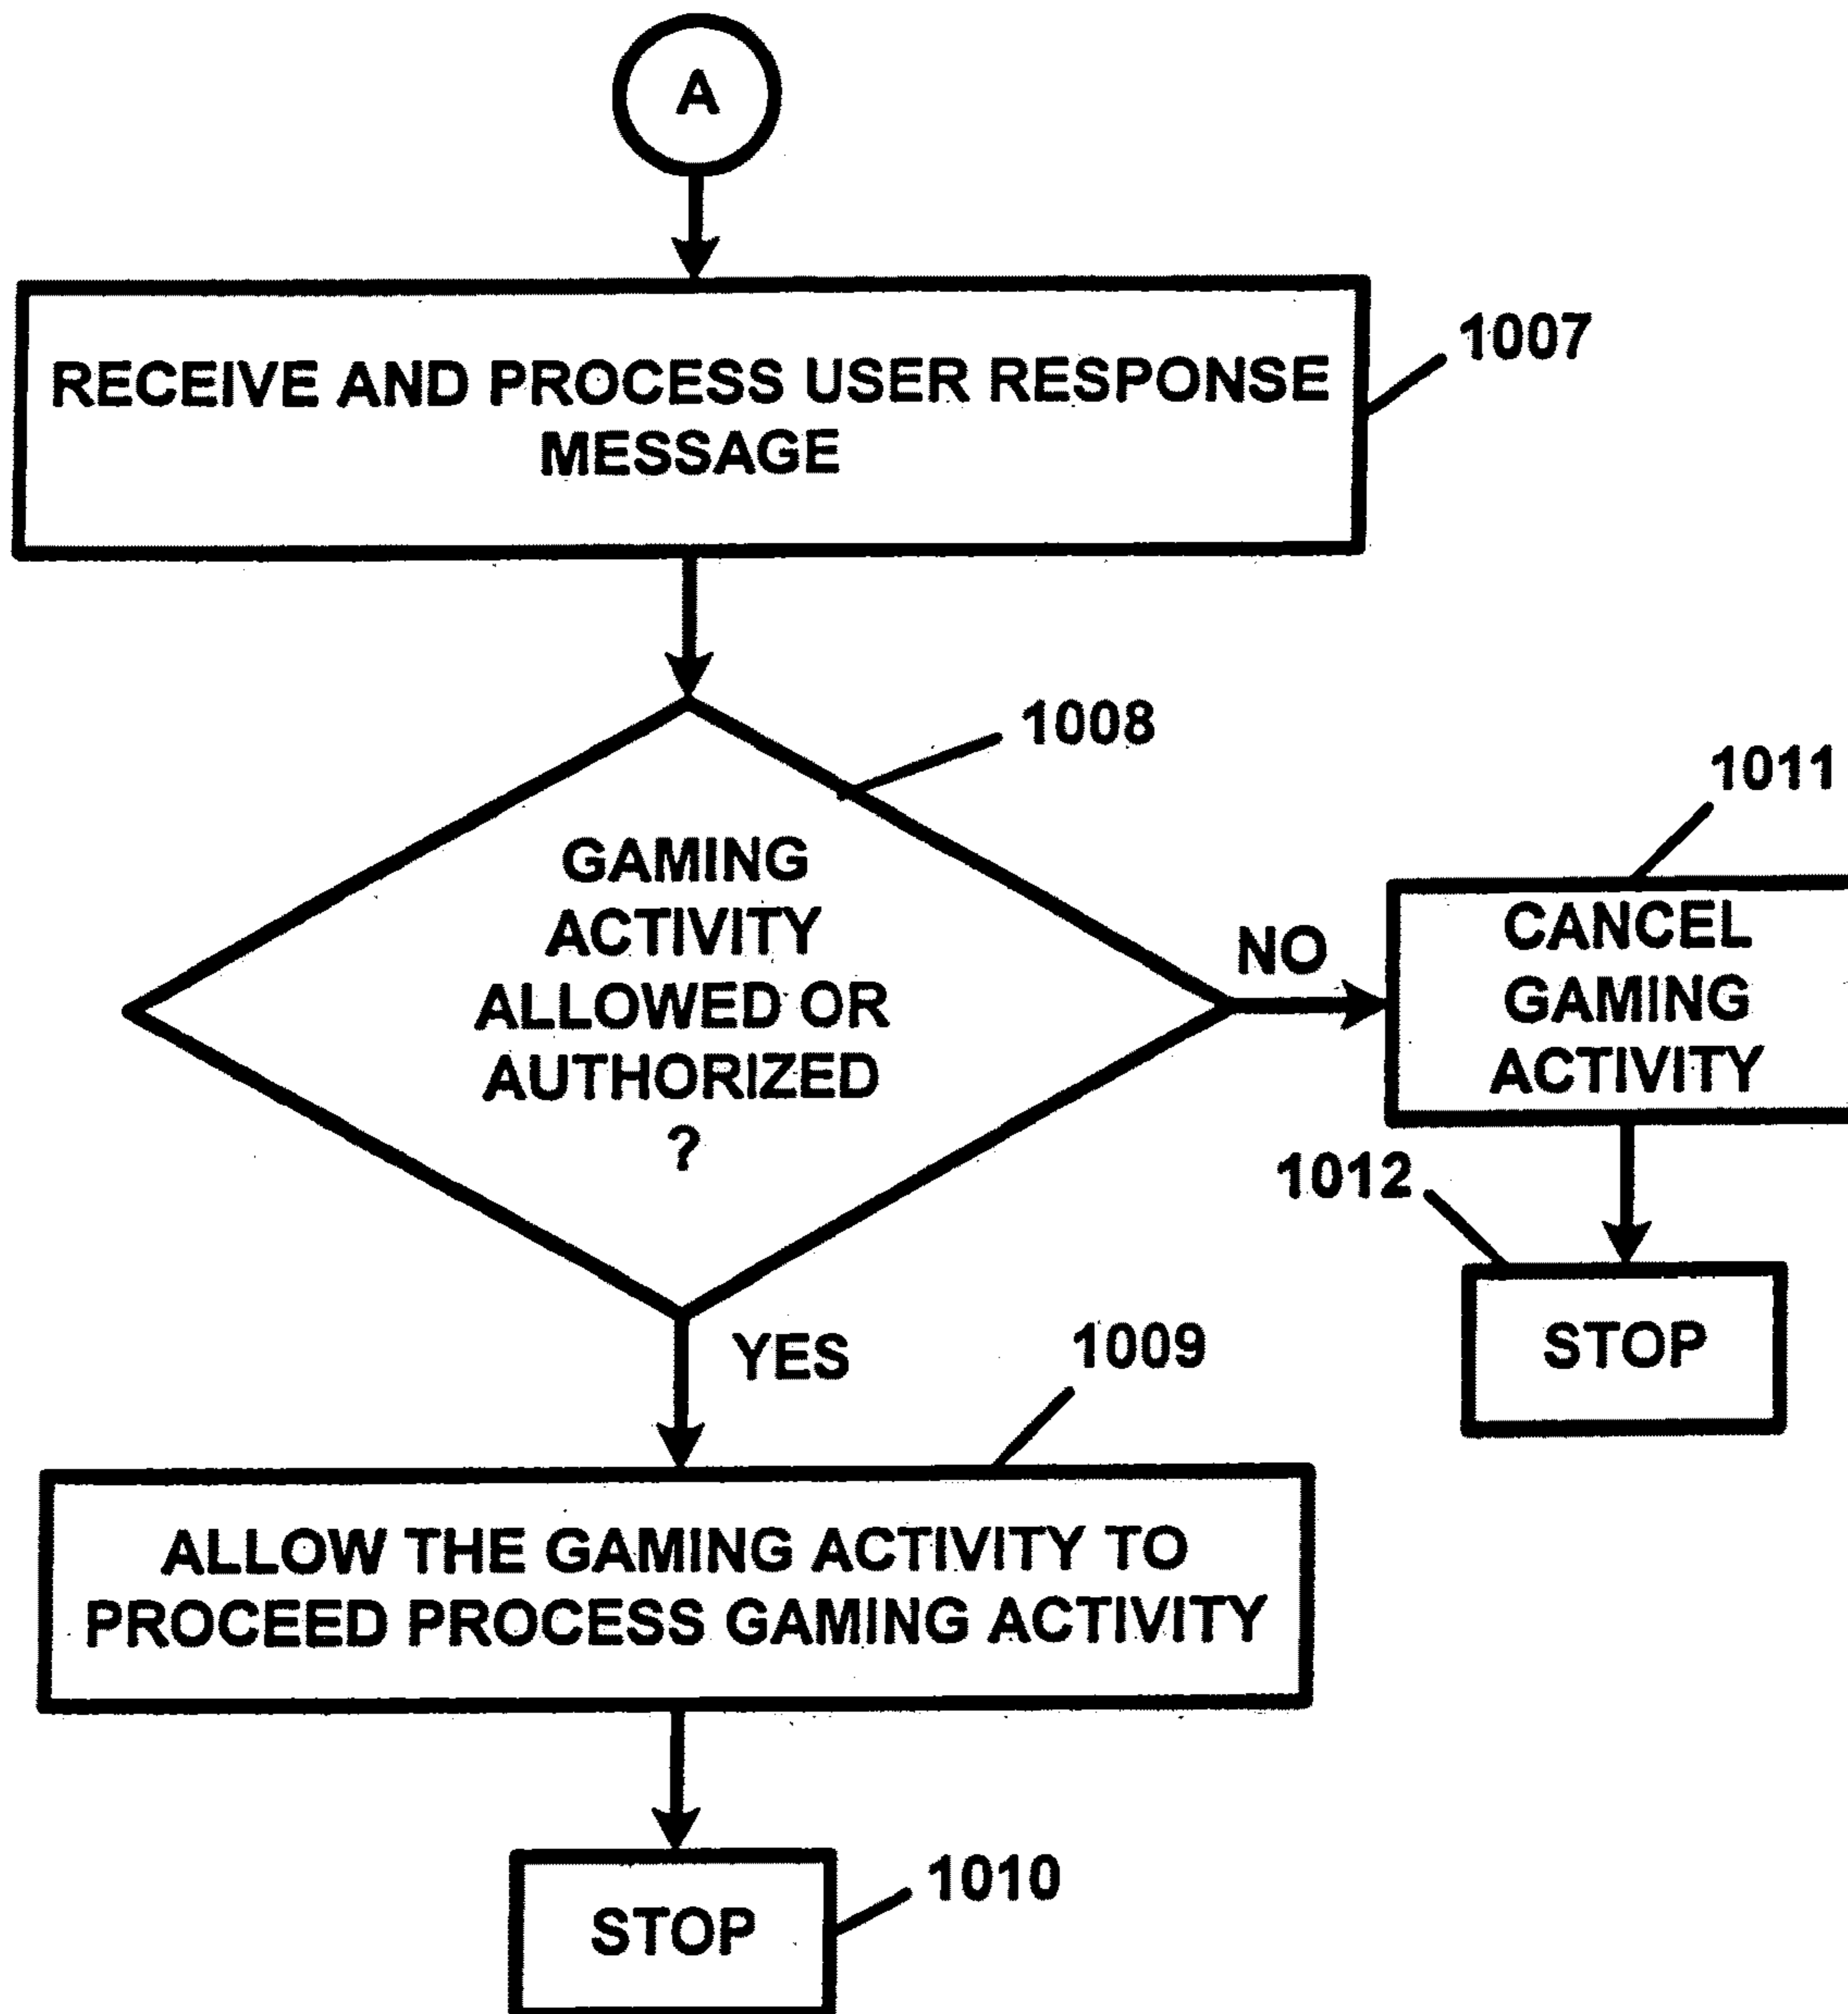 A
RECEIVE AND PROCESS USER RESPONSE
MESSAGE
1007
1008
GAMING
ACTIVITY
ALLOWED OR
AUTHORIZED
?
NO
1011
CANCEL
GAMING
ACTIVITY
1012
STOP
YES
1009
ALLOW THE GAMING ACTIVITY TO
PROCEED PROCESS GAMING ACTIVITY
STOP
1010